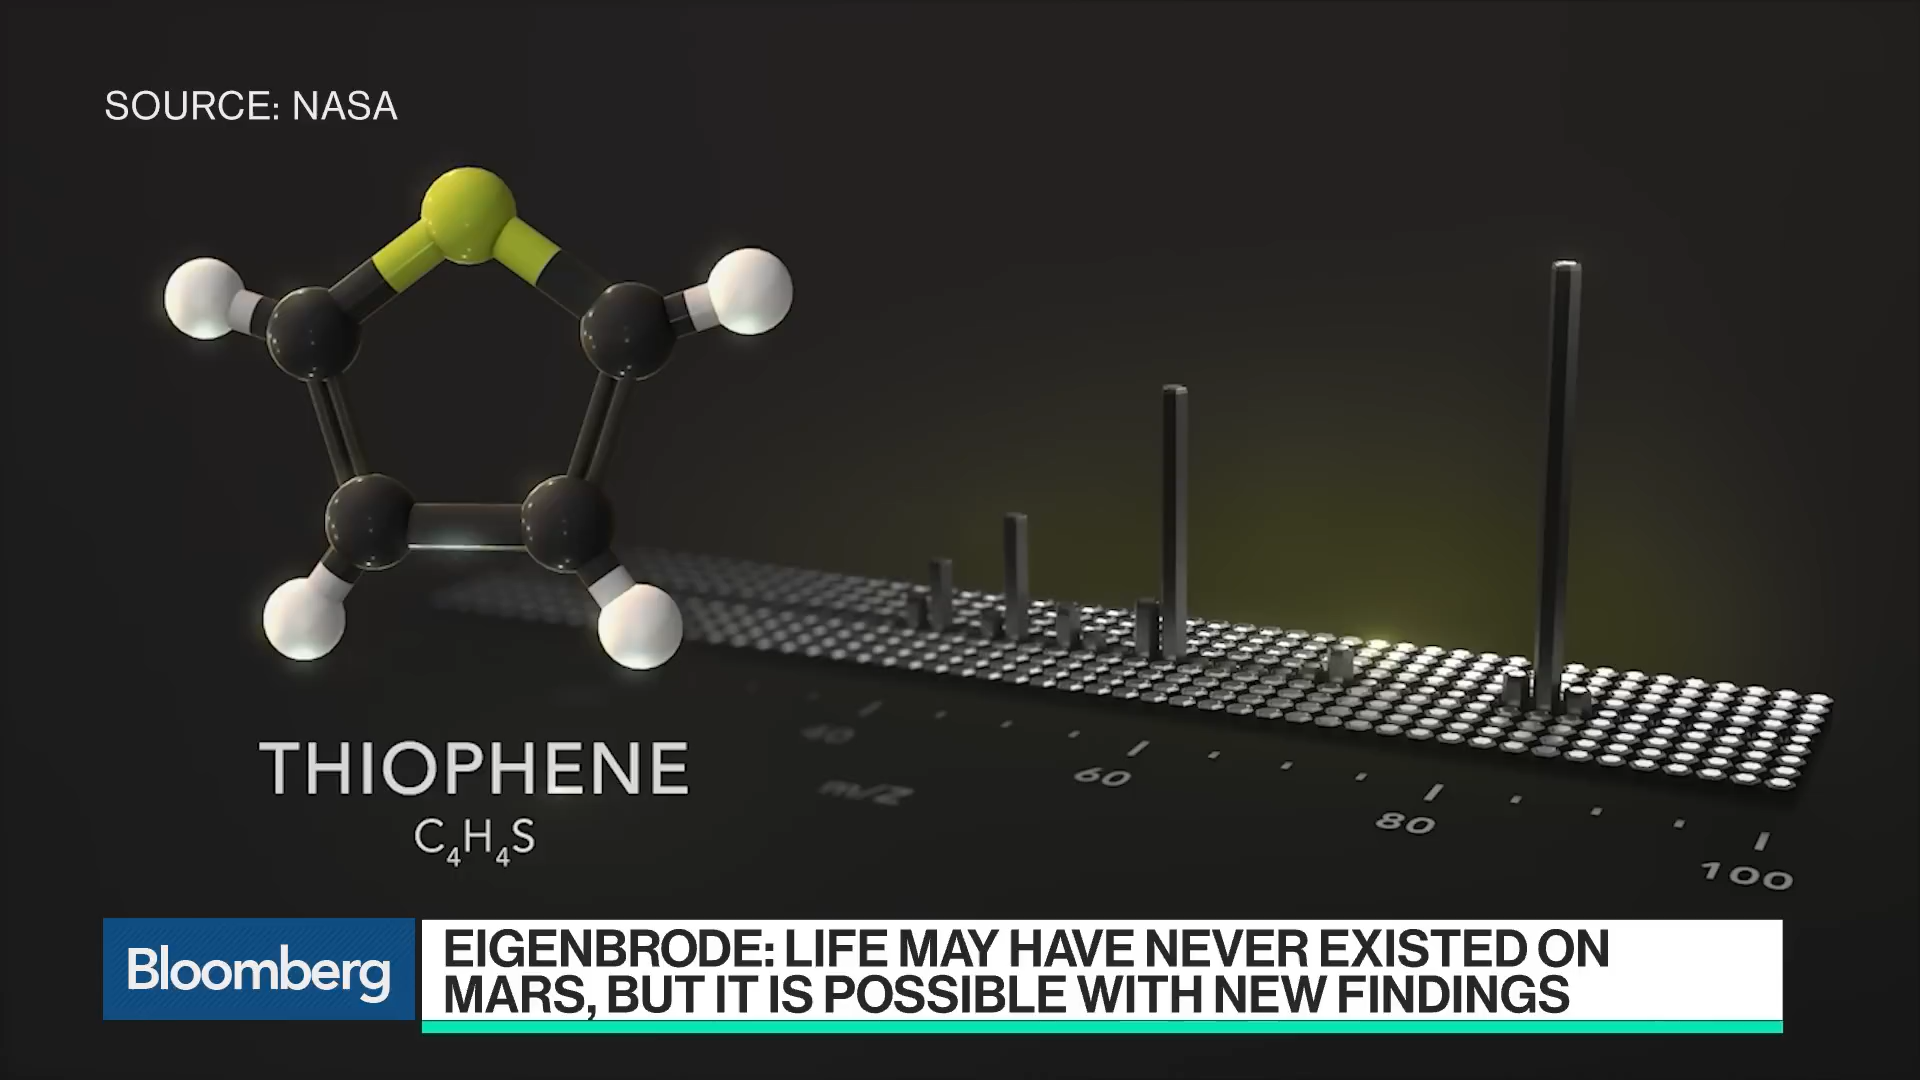 SOURCE: NASA
THIOPHENE
C₄H₄S
40
60
80
100
m/z
Bloomberg
EIGENBRODE: LIFE MAY HAVE NEVER EXISTED ON
MARS, BUT IT IS POSSIBLE WITH NEW FINDINGS